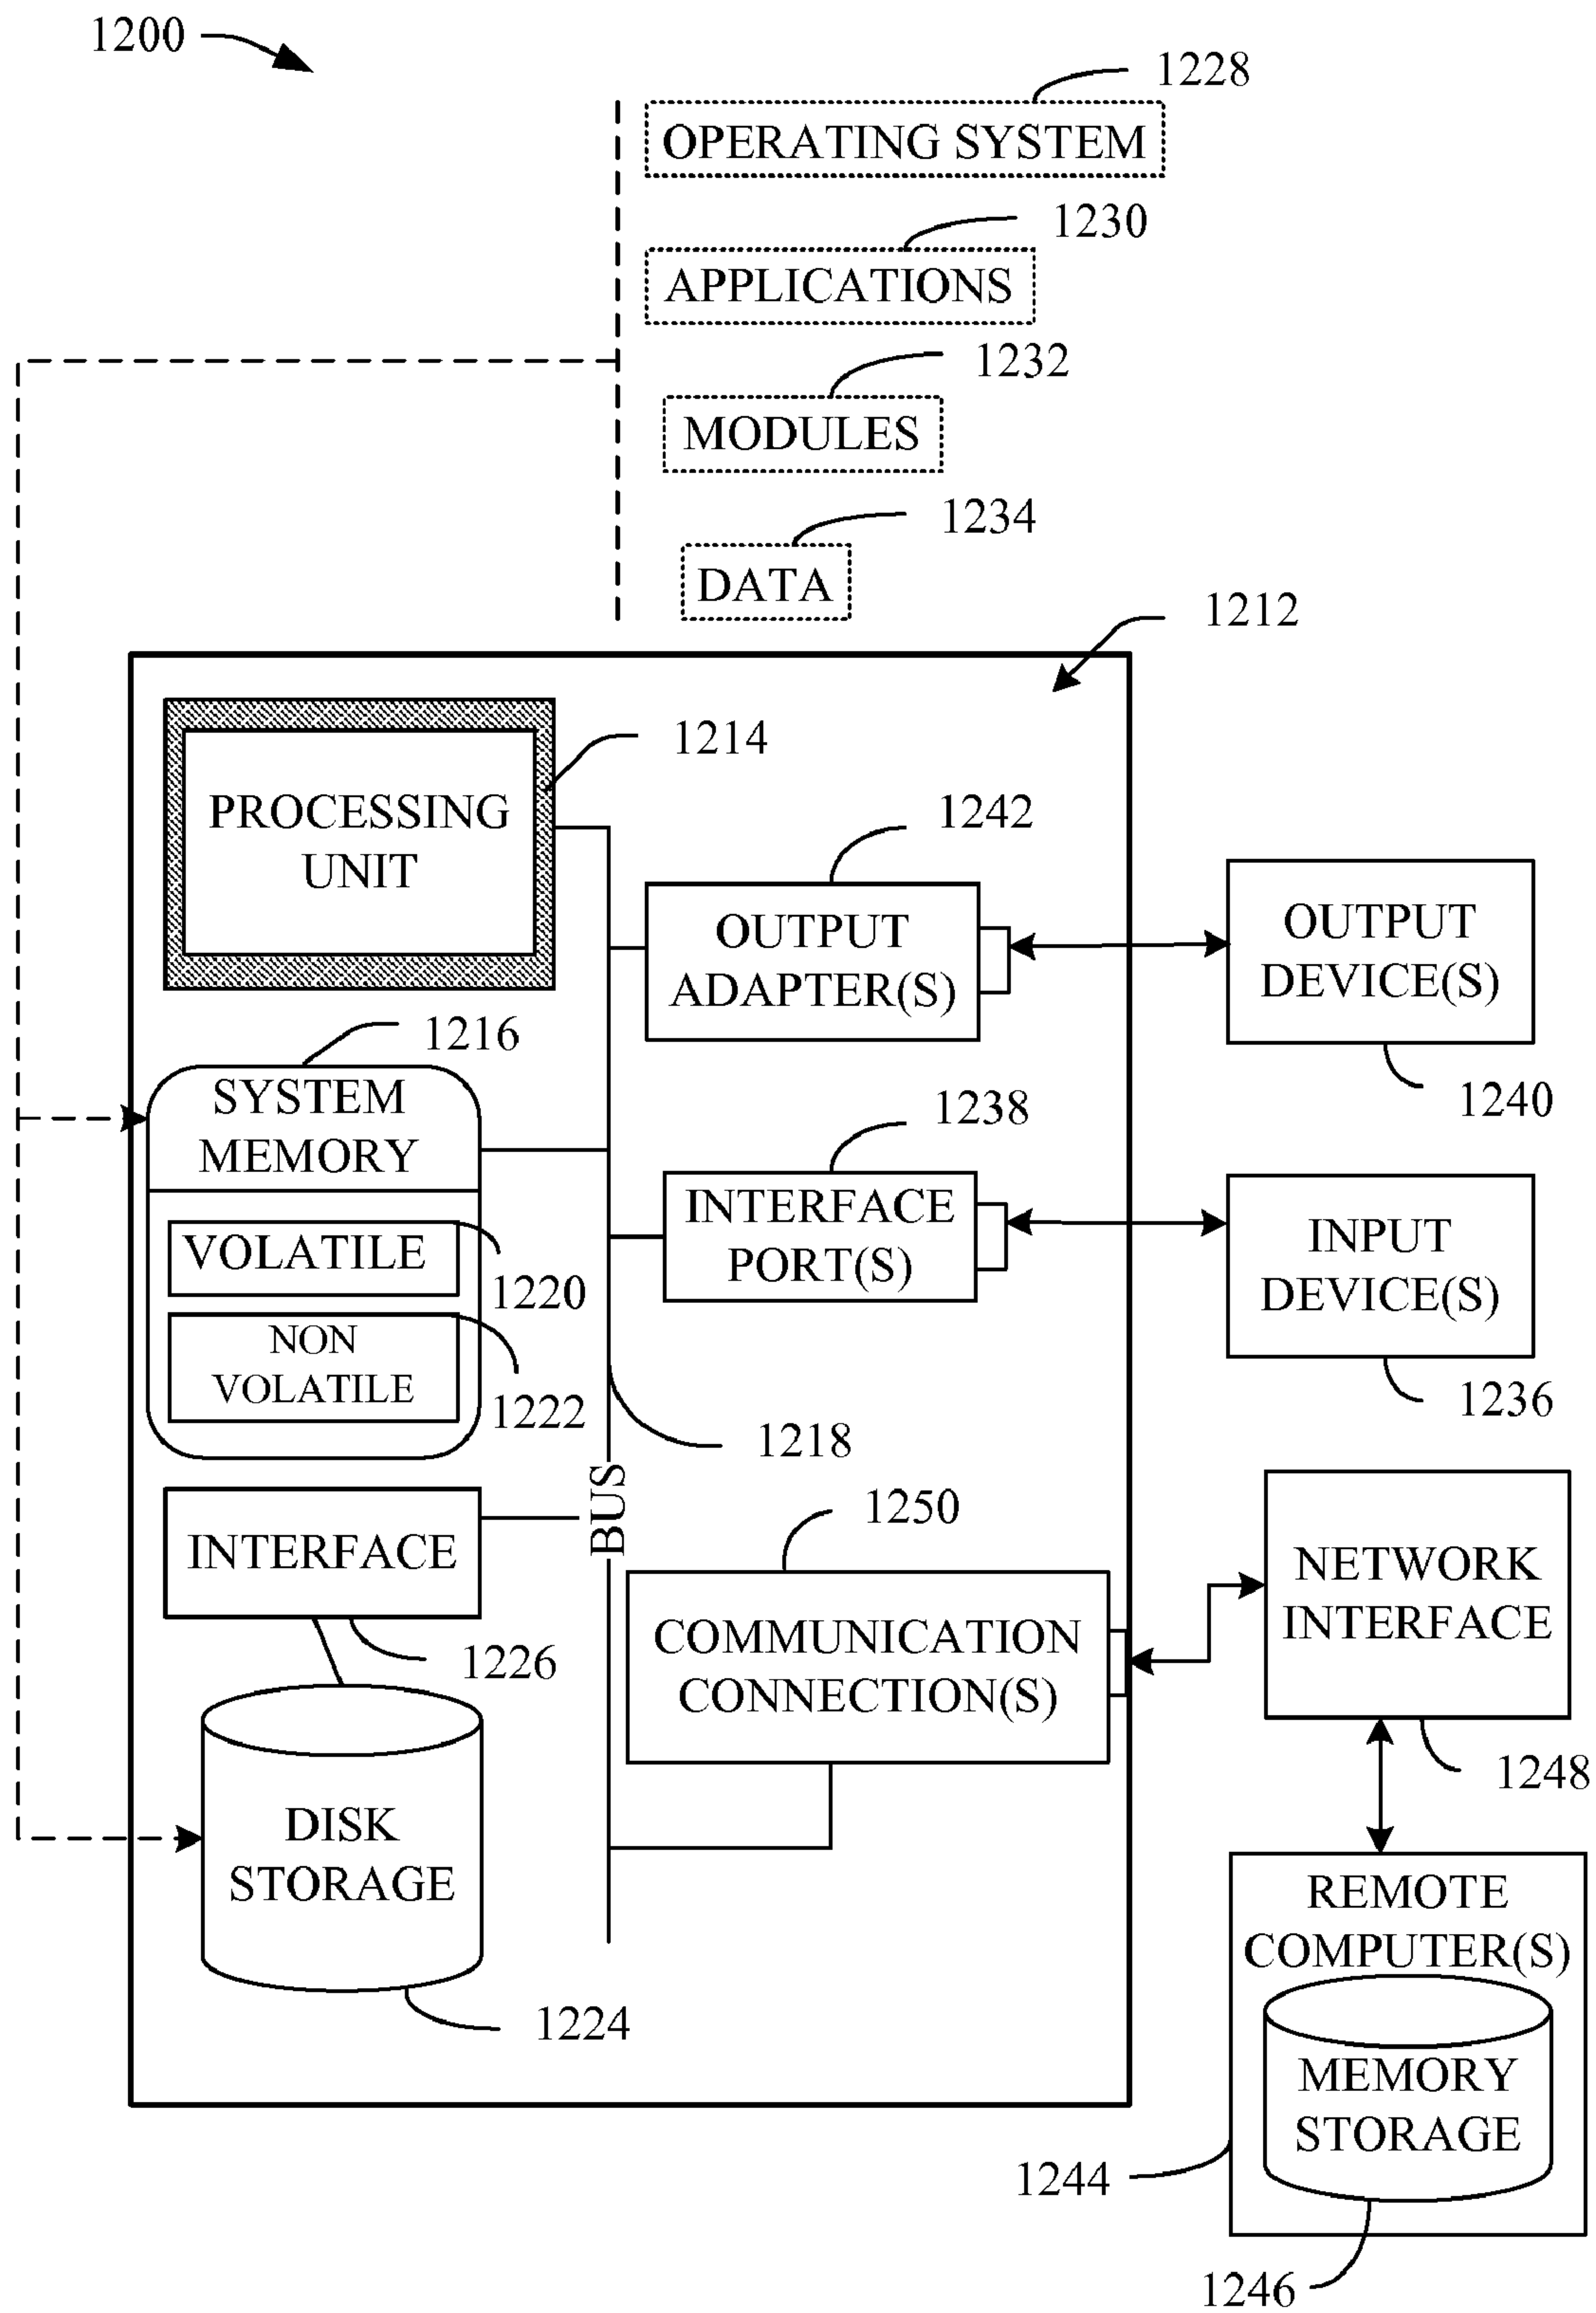 1200
1228
OPERATING SYSTEM
1230
APPLICATIONS
1232
MODULES
1234
DATA
1212
1214
PROCESSING
UNIT
1242
OUTPUT
ADAPTER(S)
OUTPUT
DEVICE(S)
1240
1216
SYSTEM
MEMORY
1238
INTERFACE
PORT(S)
INPUT
DEVICE(S)
1236
VOLATILE
1220
NON
VOLATILE
1222
1218
BUS
1250
INTERFACE
1226
COMMUNICATION
CONNECTION(S)
NETWORK
INTERFACE
1248
DISK
STORAGE
1224
REMOTE
COMPUTER(S)
MEMORY
STORAGE
1244
1246